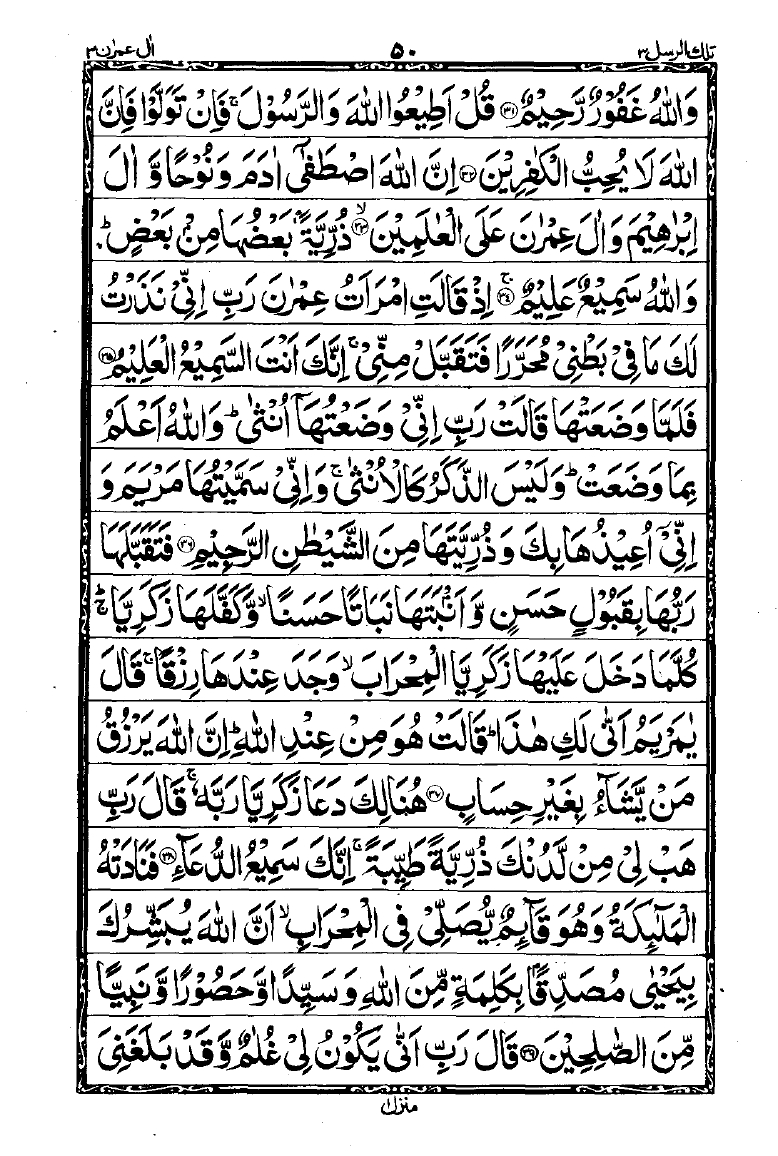 تلك الرسل ٣ ٥٠ اٰل عمرٰن ٣
وَاللّٰهُ غَفُوْرٌ رَّحِيْمٌ ﴿٣١﴾ قُلْ اَطِيْعُوا اللّٰهَ وَالرَّسُوْلَ ۚ فَاِنْ تَوَلَّوْا فَاِنَّ
اللّٰهَ لَا يُحِبُّ الْكٰفِرِيْنَ ﴿٣٢﴾ اِنَّ اللّٰهَ اصْطَفٰۤى اٰدَمَ وَنُوْحًا وَّاٰلَ
اِبْرٰهِيْمَ وَاٰلَ عِمْرٰنَ عَلَى الْعٰلَمِيْنَ ﴿٣٣﴾ۙ ذُرِّيَّةًۢ بَعْضُهَا مِنْۢ بَعْضٍ ؕ
وَاللّٰهُ سَمِيْعٌ عَلِيْمٌ ﴿٣٤﴾ۚ اِذْ قَالَتِ امْرَاَتُ عِمْرٰنَ رَبِّ اِنِّيْ نَذَرْتُ
لَكَ مَا فِيْ بَطْنِيْ مُحَرَّرًا فَتَقَبَّلْ مِنِّيْ ۚ اِنَّكَ اَنْتَ السَّمِيْعُ الْعَلِيْمُ ﴿٣٥﴾
فَلَمَّا وَضَعَتْهَا قَالَتْ رَبِّ اِنِّيْ وَضَعْتُهَاۤ اُنْثٰى ؕ وَاللّٰهُ اَعْلَمُ
بِمَا وَضَعَتْ ؕ وَلَيْسَ الذَّكَرُ كَالْاُنْثٰى ۚ وَاِنِّيْ سَمَّيْتُهَا مَرْيَمَ وَ
اِنِّيْۤ اُعِيْذُهَا بِكَ وَذُرِّيَّتَهَا مِنَ الشَّيْطٰنِ الرَّجِيْمِ ﴿٣٦﴾ فَتَقَبَّلَهَا
رَبُّهَا بِقَبُوْلٍ حَسَنٍ وَّاَنْۢبَتَهَا نَبَاتًا حَسَنًا ۙ وَّكَفَّلَهَا زَكَرِيَّا ؕۚ
كُلَّمَا دَخَلَ عَلَيْهَا زَكَرِيَّا الْمِحْرَابَ ۙ وَجَدَ عِنْدَهَا رِزْقًا ۚ قَالَ
يٰمَرْيَمُ اَنّٰى لَكِ هٰذَا ؕ قَالَتْ هُوَ مِنْ عِنْدِ اللّٰهِ ؕ اِنَّ اللّٰهَ يَرْزُقُ
مَنْ يَّشَآءُ بِغَيْرِ حِسَابٍ ﴿٣٧﴾ هُنَالِكَ دَعَا زَكَرِيَّا رَبَّهٗ ۚ قَالَ رَبِّ
هَبْ لِيْ مِنْ لَّدُنْكَ ذُرِّيَّةً طَيِّبَةً ۚ اِنَّكَ سَمِيْعُ الدُّعَآءِ ﴿٣٨﴾ فَنَادَتْهُ
الْمَلٰٓئِكَةُ وَهُوَ قَآئِمٌ يُّصَلِّيْ فِي الْمِحْرَابِ ۙ اَنَّ اللّٰهَ يُبَشِّرُكَ
بِيَحْيٰى مُصَدِّقًۢا بِكَلِمَةٍ مِّنَ اللّٰهِ وَسَيِّدًا وَّحَصُوْرًا وَّنَبِيًّا
مِّنَ الصّٰلِحِيْنَ ﴿٣٩﴾ قَالَ رَبِّ اَنّٰى يَكُوْنُ لِيْ غُلٰمٌ وَّقَدْ بَلَغَنِيَ
منزل ١